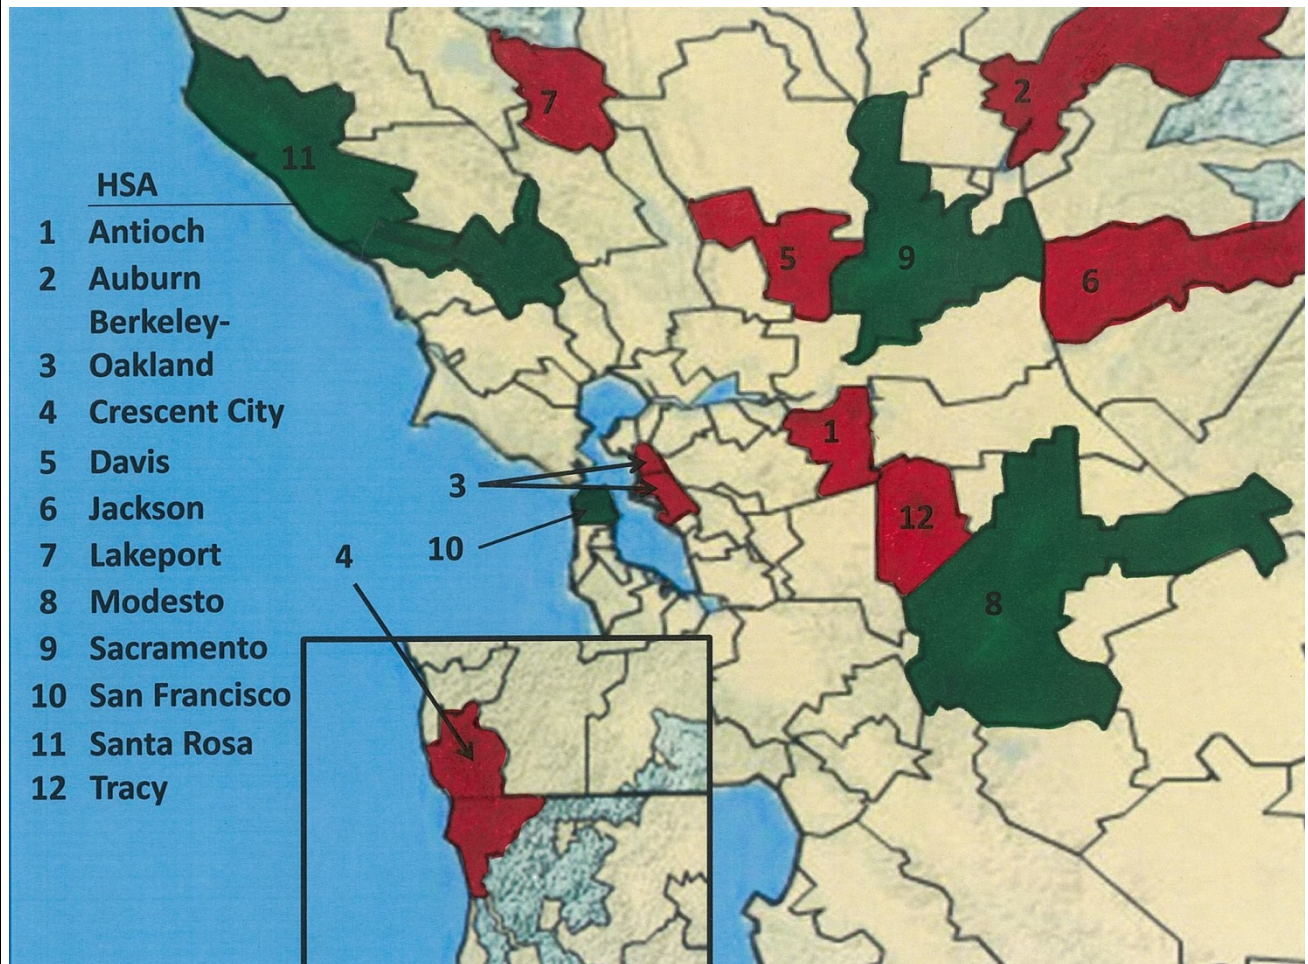 HSA
1 Antioch
2 Auburn
Berkeley-
3 Oakland
4 Crescent City
5 Davis
6 Jackson
7 Lakeport
8 Modesto
9 Sacramento
10 San Francisco
11 Santa Rosa
12 Tracy
7
2
11
5
9
6
1
3
12
10
4
8